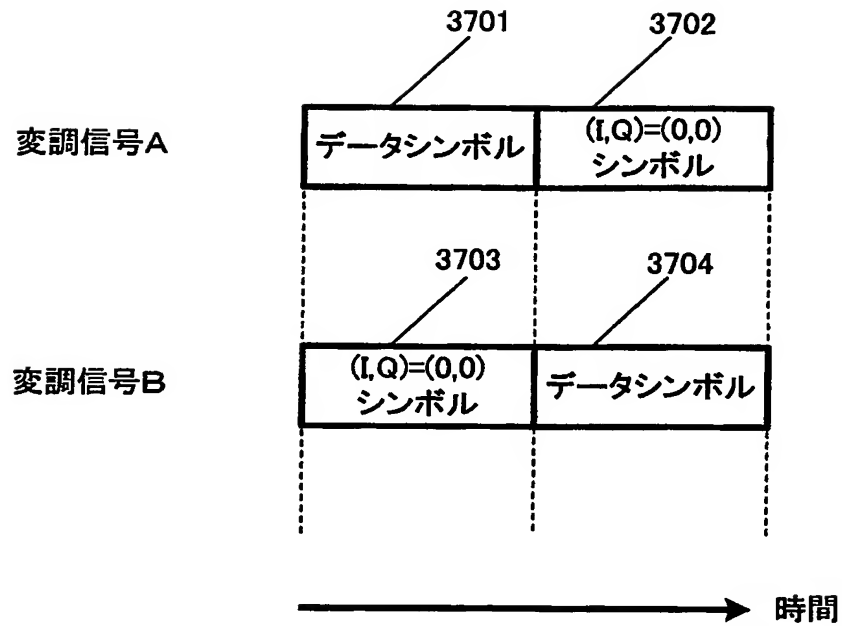 3701 3702
変調信号A
データシンボル
(I,Q)=(0,0)
シンボル
3703 3704
変調信号B
(I,Q)=(0,0)
シンボル
データシンボル
時間